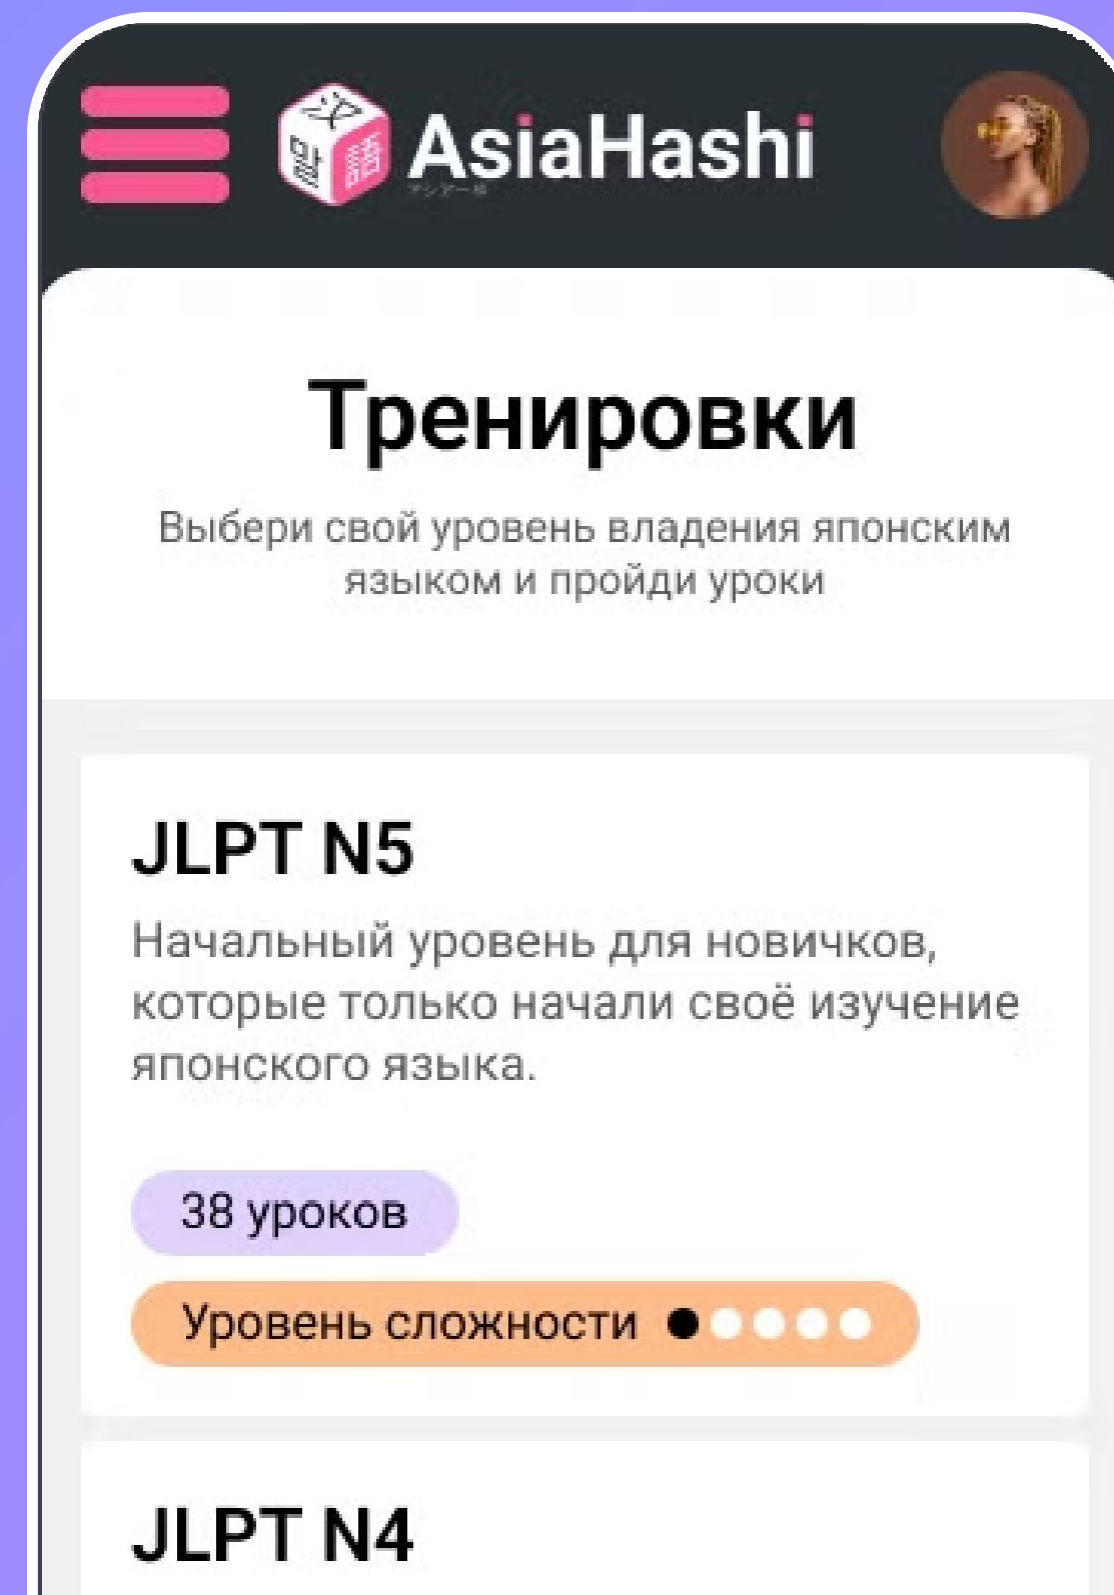 AsiaHashi
Тренировки
Выбери свой уровень владения японским
языком и пройди уроки
JLPT N5
Начальный уровень для новичков,
которые только начали своё изучение
японского языка.
38 уроков
Уровень сложности
JLPT N4